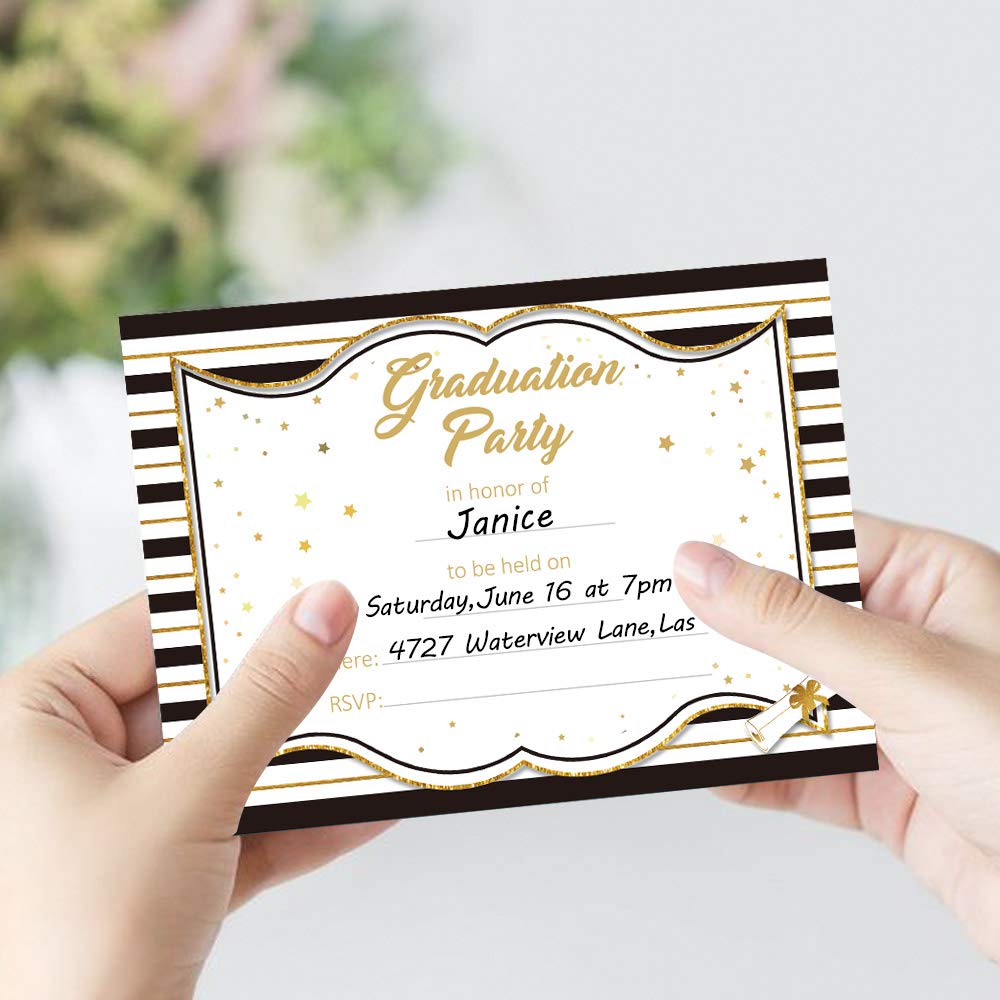 Graduation
Party
in honor of
Janice
to be held on
Saturday,June 16 at 7pm
ere: 4727 Waterview Lane,Las
RSVP: